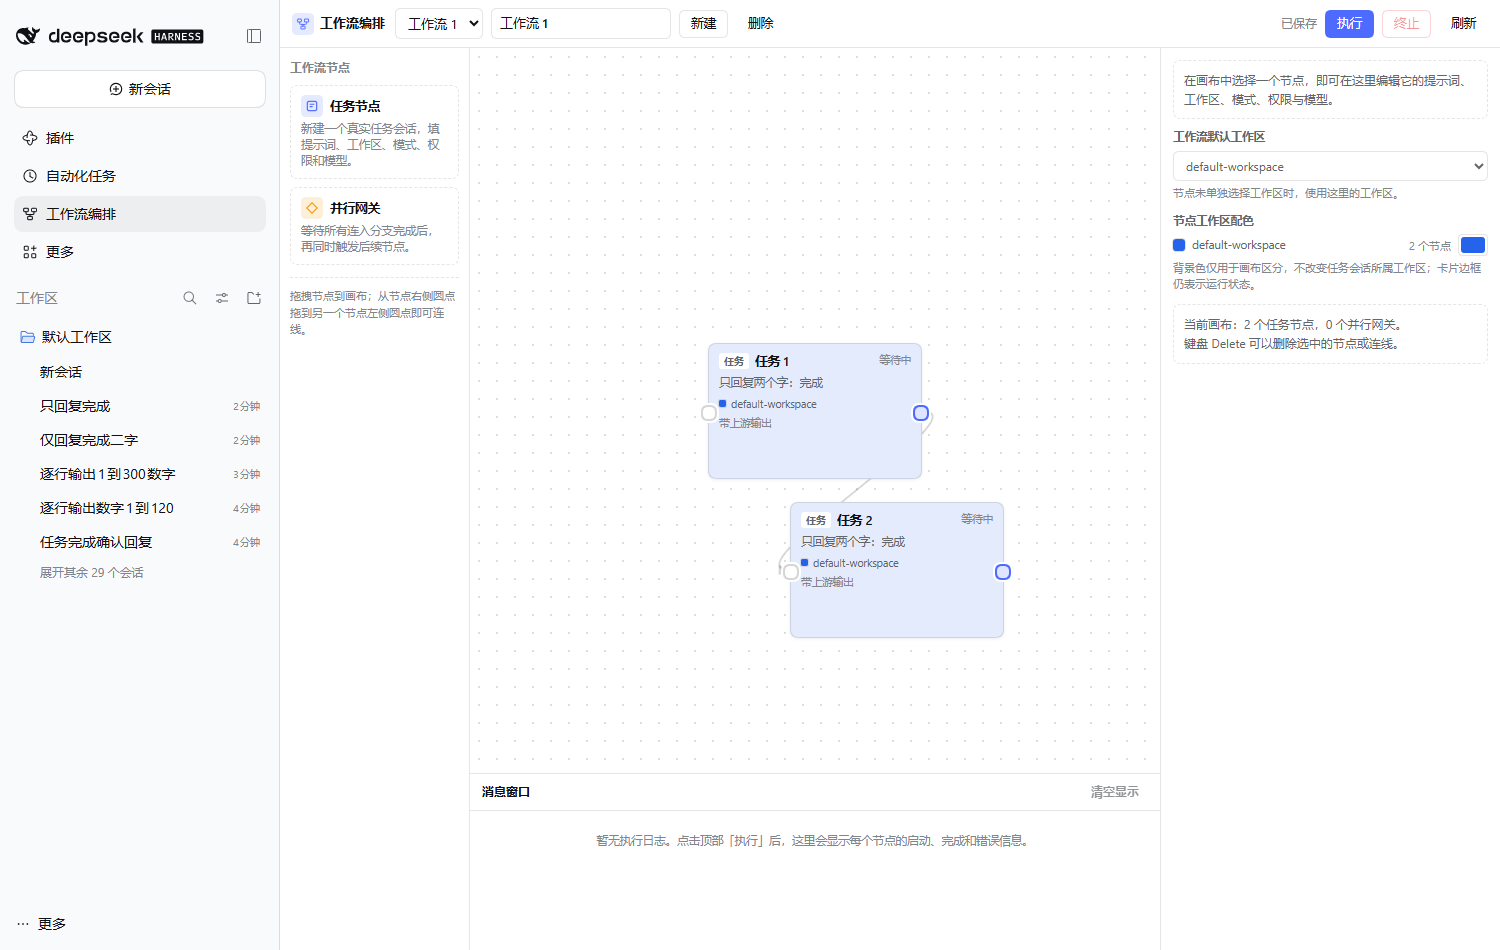 deepseek HARNESS
新会话
插件
自动化任务
工作流编排
更多
工作区
默认工作区
新会话
只回复完成 2 分钟
仅回复完成二字 2 分钟
逐行输出 1 到 300 数字 3 分钟
逐行输出数字 1 到 120 4 分钟
任务完成确认回复 4 分钟
展开其余 29 个会话
更多
工作流编排 工作流 1 工作流 1 新建 删除 已保存 执行 终止 刷新
工作流节点
任务节点
新建一个真实任务会话，填
提示词、工作区、模式、权
限和模型。
并行网关
等待所有连入分支完成后，
再同时触发后续节点。
拖拽节点到画布；从节点右侧圆点
拖到另一个节点左侧圆点即可连
线。
任务 任务 1 等待中
只回复两个字：完成
default-workspace
带上游输出
任务 任务 2 等待中
只回复两个字：完成
default-workspace
带上游输出
消息窗口 清空显示
暂无执行日志。点击顶部「执行」后，这里会显示每个节点的启动、完成和错误信息。
在画布中选择一个节点，即可在这里编辑它的提示词、
工作区、模式、权限与模型。
工作流默认工作区
default-workspace
节点未单独选择工作区时，使用这里的工作区。
节点工作区配色
default-workspace 2 个节点
背景色仅用于画布区分，不改变任务会话所属工作区；卡片边框
仍表示运行状态。
当前画布：2 个任务节点，0 个并行网关。
键盘 Delete 可以删除选中的节点或连线。